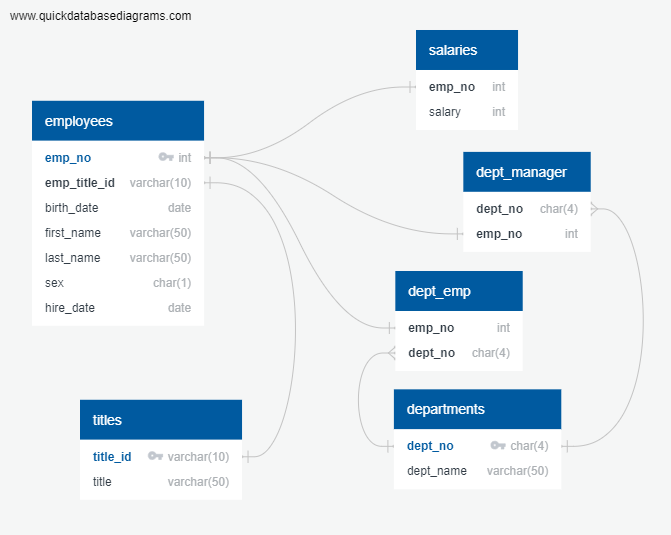 www.quickdatabasediagrams.com
employees
emp_no int
emp_title_id varchar(10)
birth_date date
first_name varchar(50)
last_name varchar(50)
sex char(1)
hire_date date
salaries
emp_no int
salary int
dept_manager
dept_no char(4)
emp_no int
dept_emp
emp_no int
dept_no char(4)
departments
dept_no char(4)
dept_name varchar(50)
titles
title_id varchar(10)
title varchar(50)